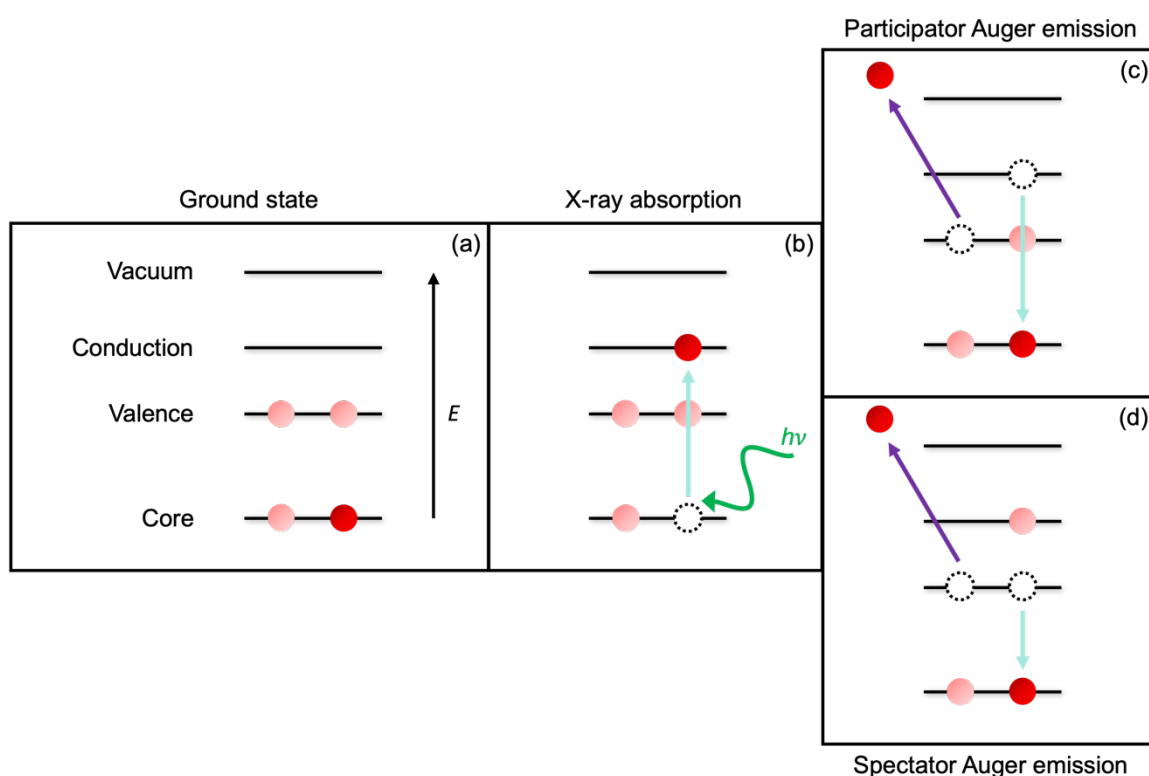 Participator Auger emission
(c)
Ground state
X-ray absorption
(a)
(b)
Vacuum
Conduction
Valence
E
Core
hν
(d)
Spectator Auger emission